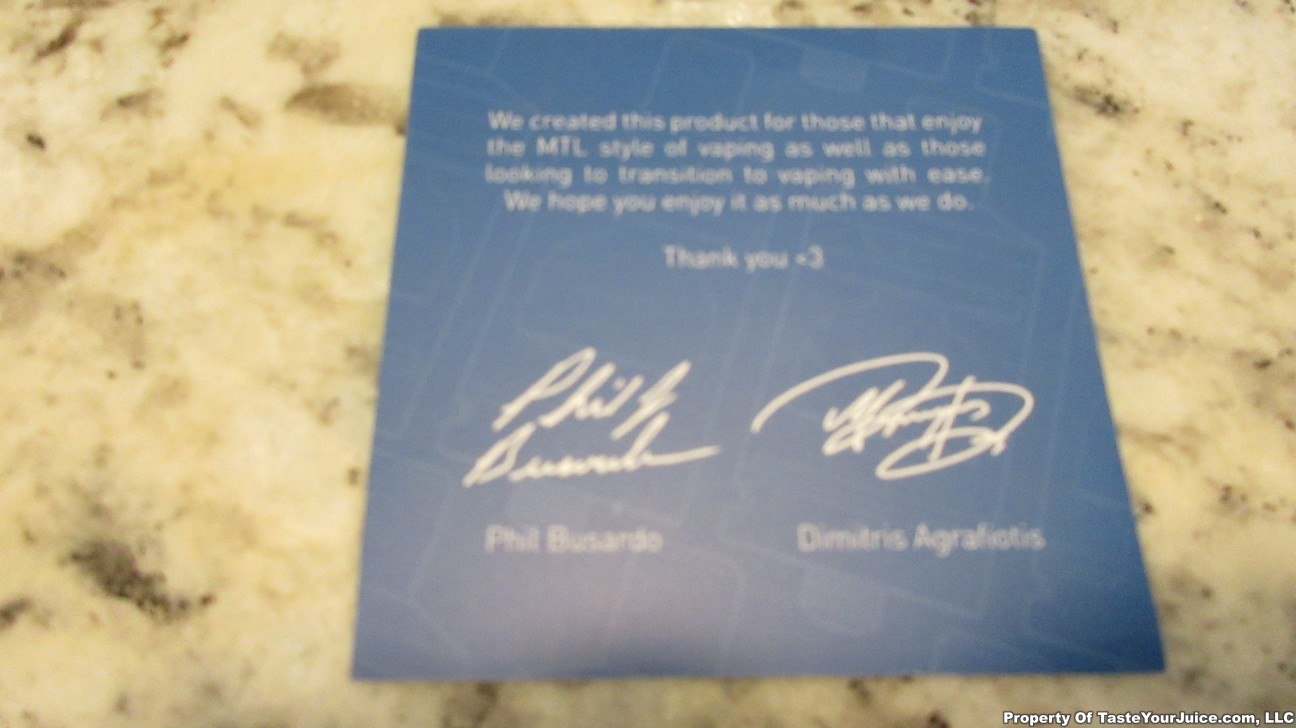 We created this product for those that enjoy
the MTL style of vaping as well as those
looking to transition to vaping with ease.
We hope you enjoy it as much as we do.
Thank you <3
Phil
Busardo
Phil Busardo
Dimitris Agrafiotis
Property Of TasteYourJuice.com, LLC